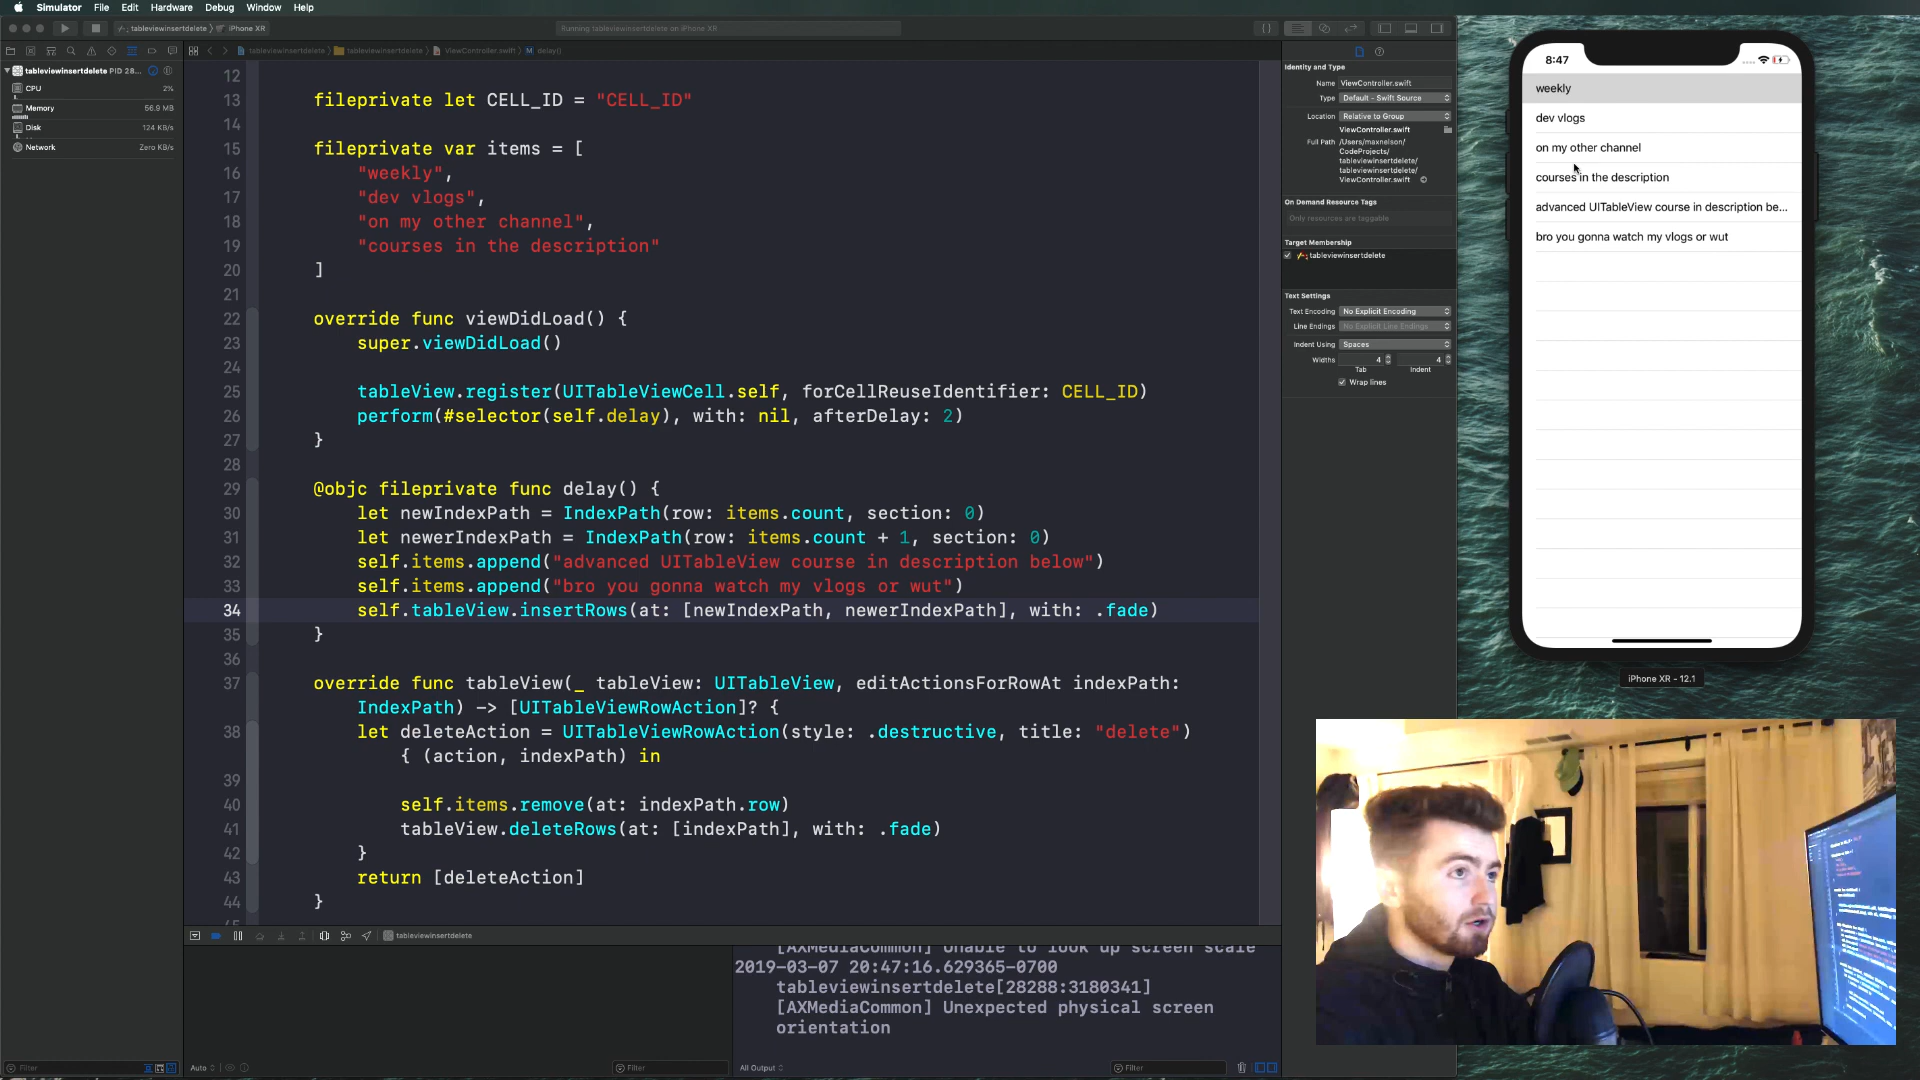 Simulator File Edit Hardware Debug Window Help
tableviewinsertdelete iPhone XR
Running tableviewinsertdelete on iPhone XR
tableviewinsertdelete tableviewinsertdelete ViewController.swift M delay()
tableviewinsertdelete PID 28...
CPU 2%
Memory 56.9 MB
Disk 124 KB/s
Network Zero KB/s
12
13 fileprivate let CELL_ID = "CELL_ID"
14
15 fileprivate var items = [
16 "weekly",
17 "dev vlogs",
18 "on my other channel",
19 "courses in the description"
20 ]
21
22 override func viewDidLoad() {
23 super.viewDidLoad()
24
25 tableView.register(UITableViewCell.self, forCellReuseIdentifier: CELL_ID)
26 perform(#selector(self.delay), with: nil, afterDelay: 2)
27 }
28
29 @objc fileprivate func delay() {
30 let newIndexPath = IndexPath(row: items.count, section: 0)
31 let newerIndexPath = IndexPath(row: items.count + 1, section: 0)
32 self.items.append("advanced UITableView course in description below")
33 self.items.append("bro you gonna watch my vlogs or wut")
34 self.tableView.insertRows(at: [newIndexPath, newerIndexPath], with: .fade)
35 }
36
37 override func tableView(_ tableView: UITableView, editActionsForRowAt indexPath:
IndexPath) -> [UITableViewRowAction]? {
38 let deleteAction = UITableViewRowAction(style: .destructive, title: "delete")
{ (action, indexPath) in
39
40 self.items.remove(at: indexPath.row)
41 tableView.deleteRows(at: [indexPath], with: .fade)
42 }
43 return [deleteAction]
44 }
tableviewinsertdelete
[AXMediaCommon] Unable to look up screen scale
2019-03-07 20:47:16.629365-0700
tableviewinsertdelete[28288:3180341]
[AXMediaCommon] Unexpected physical screen
orientation
Filter
Auto
Filter
All Output
Filter
Identity and Type
Name ViewController.swift
Type Default - Swift Source
Location Relative to Group
ViewController.swift
Full Path /Users/maxnelson/
CodeProjects/
tableviewinsertdelete/
tableviewinsertdelete/
ViewController.swift
On Demand Resource Tags
Only resources are taggable
Target Membership
tableviewinsertdelete
Text Settings
Text Encoding No Explicit Encoding
Line Endings No Explicit Line Endings
Indent Using Spaces
Widths 4 4
Tab Indent
Wrap lines
8:47
weekly
dev vlogs
on my other channel
courses in the description
advanced UITableView course in description be...
bro you gonna watch my vlogs or wut
iPhone XR - 12.1